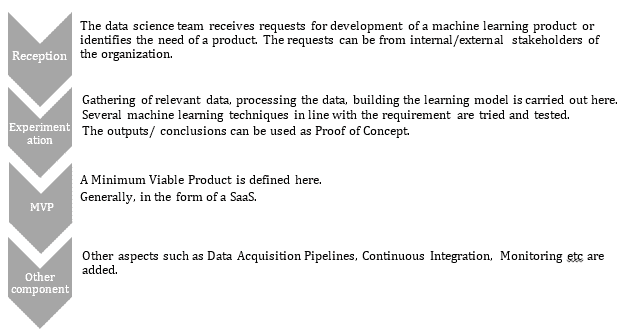 Reception
The data science team receives requests for development of a machine learning product or
identifies the need of a product. The requests can be from internal/external stakeholders of
the organization.
Experiment
ation
Gathering of relevant data, processing the data, building the learning model is carried out here.
Several machine learning techniques in line with the requirement are tried and tested.
The outputs/ conclusions can be used as Proof of Concept.
MVP
A Minimum Viable Product is defined here.
Generally, in the form of a SaaS.
Other
component
Other aspects such as Data Acquisition Pipelines, Continuous Integration, Monitoring etc are
added.